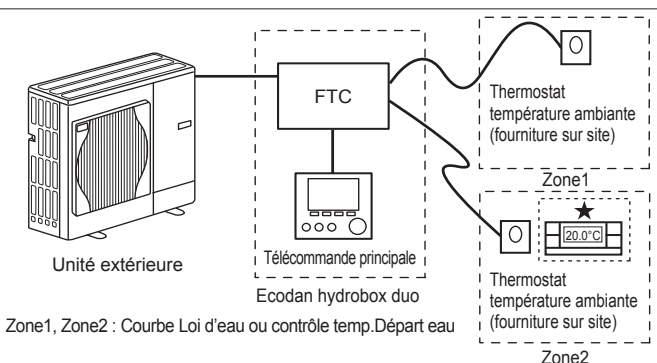 FTC
Thermostat
température ambiante
(fourniture sur site)
Zone1
★
20.0°C
Unité extérieure
Télécommande principale
Thermostat
température ambiante
(fourniture sur site)
Ecodan hydrobox duo
Zone1, Zone2 : Courbe Loi d'eau ou contrôle temp.Départ eau
Zone2